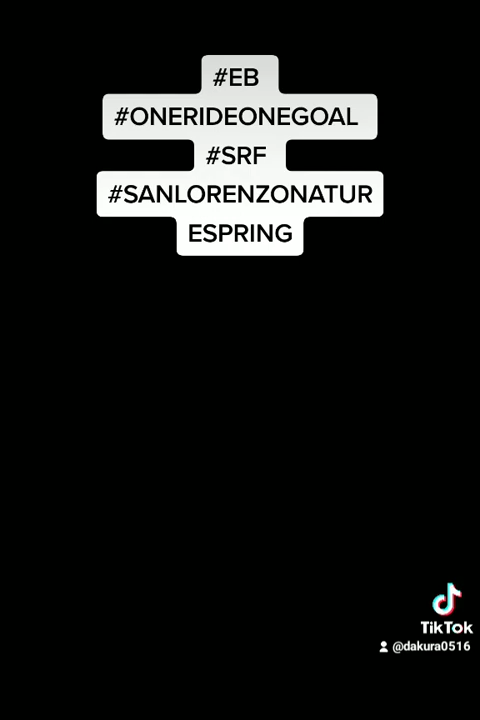 #EB
#ONERIDEONEGOAL
#SRF
#SANLORENZONATUR
ESPRING
TikTok
@dakura0516